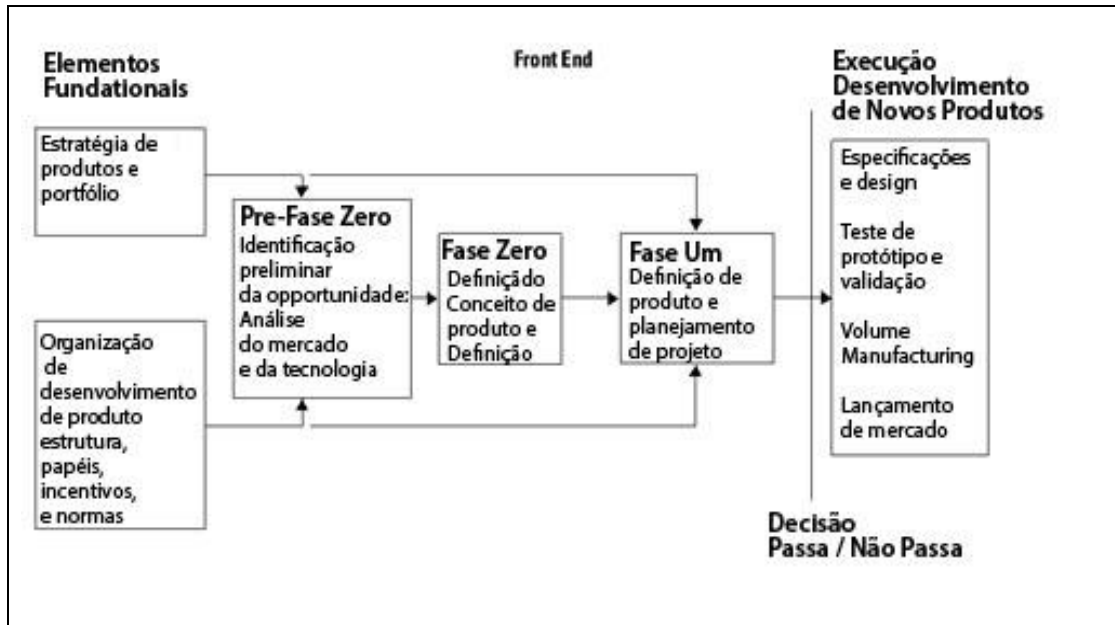 Elementos
Fundationais
Front End
Execução
Desenvolvimento
de Novos Produtos
Estratégia de
produtos e
portfólio
Organização
de
desenvolvimento
de produto
estrutura,
papéis,
incentivos,
e normas
Pre-Fase Zero
Identificação
preliminar
da opportunidade:
Análise
do mercado
e da tecnologia
Fase Zero
Definiçãdo
Conceito de
produto e
Definição
Fase Um
Definição de
produto e
planejamento
de projeto
Especificações
e design
Teste de
protótipo e
validação
Volume
Manufacturing
Lançamento
de mercado
Decisão
Passa / Não Passa